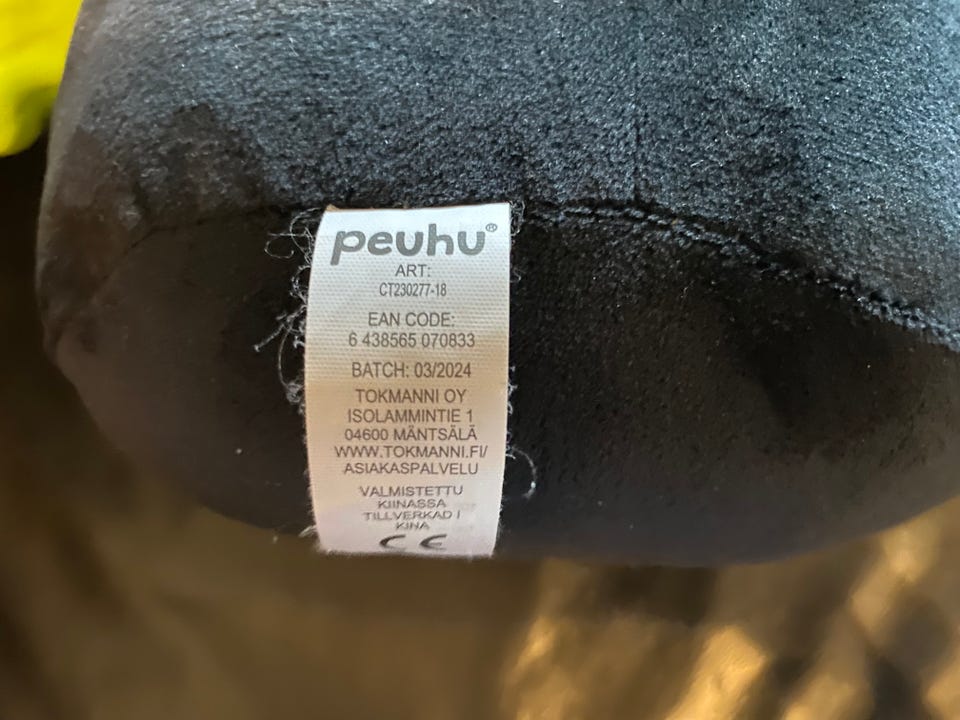 peuhu®
ART:
CT230277-18
EAN CODE:
6 438565 070833
BATCH: 03/2024
TOKMANNI OY
ISOLAMMINTIE 1
04600 MÄNTSÄLÄ
WWW.TOKMANNI.FI/
ASIAKASPALVELU
VALMISTETTU
KIINASSA
TILLVERKAD I
KINA
CE